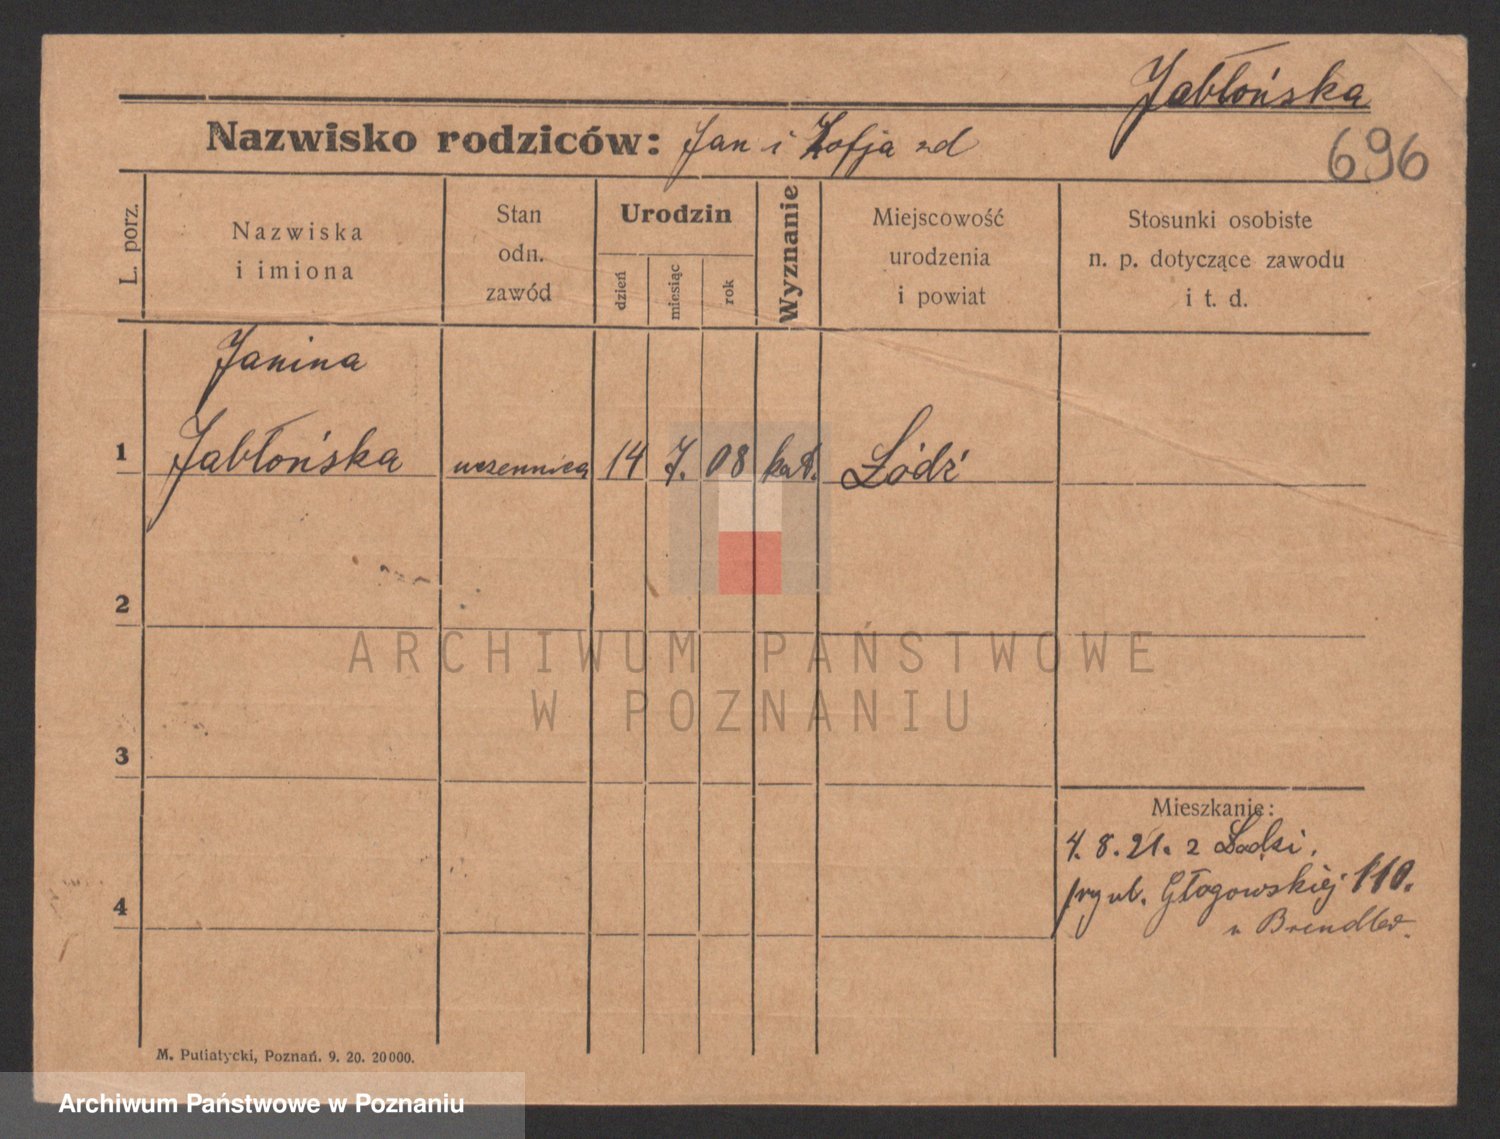 Jabłońska
Nazwisko rodziców: Jan i Zofja
696
L. porz.
Nazwiska
i imiona
Stan
odn.
zawód
Urodzin
dzień
miesiąc
rok
Wyznanie
Miejscowość
urodzenia
i powiat
Stosunki osobiste
n. p. dotyczące zawodu
i t. d.
Janina
1 Jabłońska uczennica 14 7. 08 kat. Łódź
2
ARCHIWUM PAŃSTWOWE
W POZNANIU
3
Mieszkanie:
4. 8. 21. z Łodzi.
ul. Głogowskiej 110.
4
u
M. Putiatycki, Poznań. 9. 20. 20000.
Archiwum Państwowe w Poznaniu